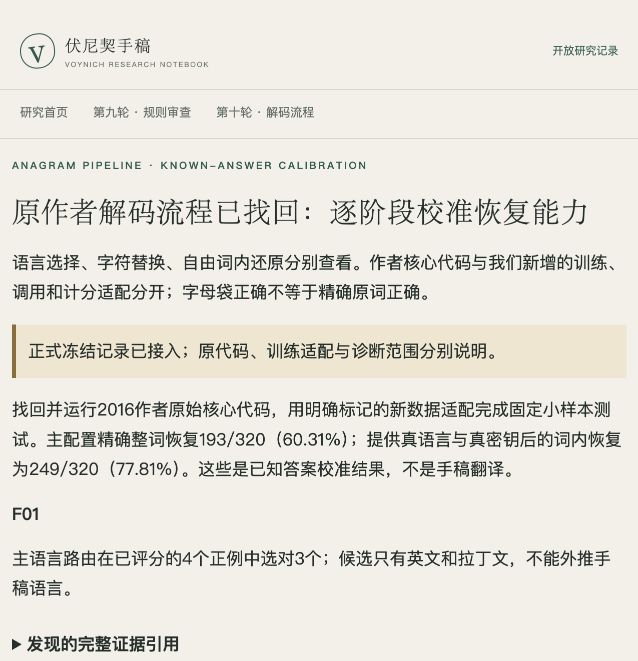 V
伏尼契手稿
VOYNICH RESEARCH NOTEBOOK
开放研究记录
研究首页 第九轮 · 规则审查 第十轮 · 解码流程
ANAGRAM PIPELINE · KNOWN-ANSWER CALIBRATION
原作者解码流程已找回：逐阶段校准恢复能力
语言选择、字符替换、自由词内还原分别查看。作者核心代码与我们新增的训练、
调用和计分适配分开；字母袋正确不等于精确原词正确。
正式冻结记录已接入；原代码、训练适配与诊断范围分别说明。
找回并运行2016作者原始核心代码，用明确标记的新数据适配完成固定小样本测
试。主配置精确整词恢复193/320（60.31%）；提供真语言与真密钥后的词内恢复
为249/320（77.81%）。这些是已知答案校准结果，不是手稿翻译。
F01
主语言路由在已评分的4个正例中选对3个；候选只有英文和拉丁文，不能外推手
稿语言。
▶ 发现的完整证据引用